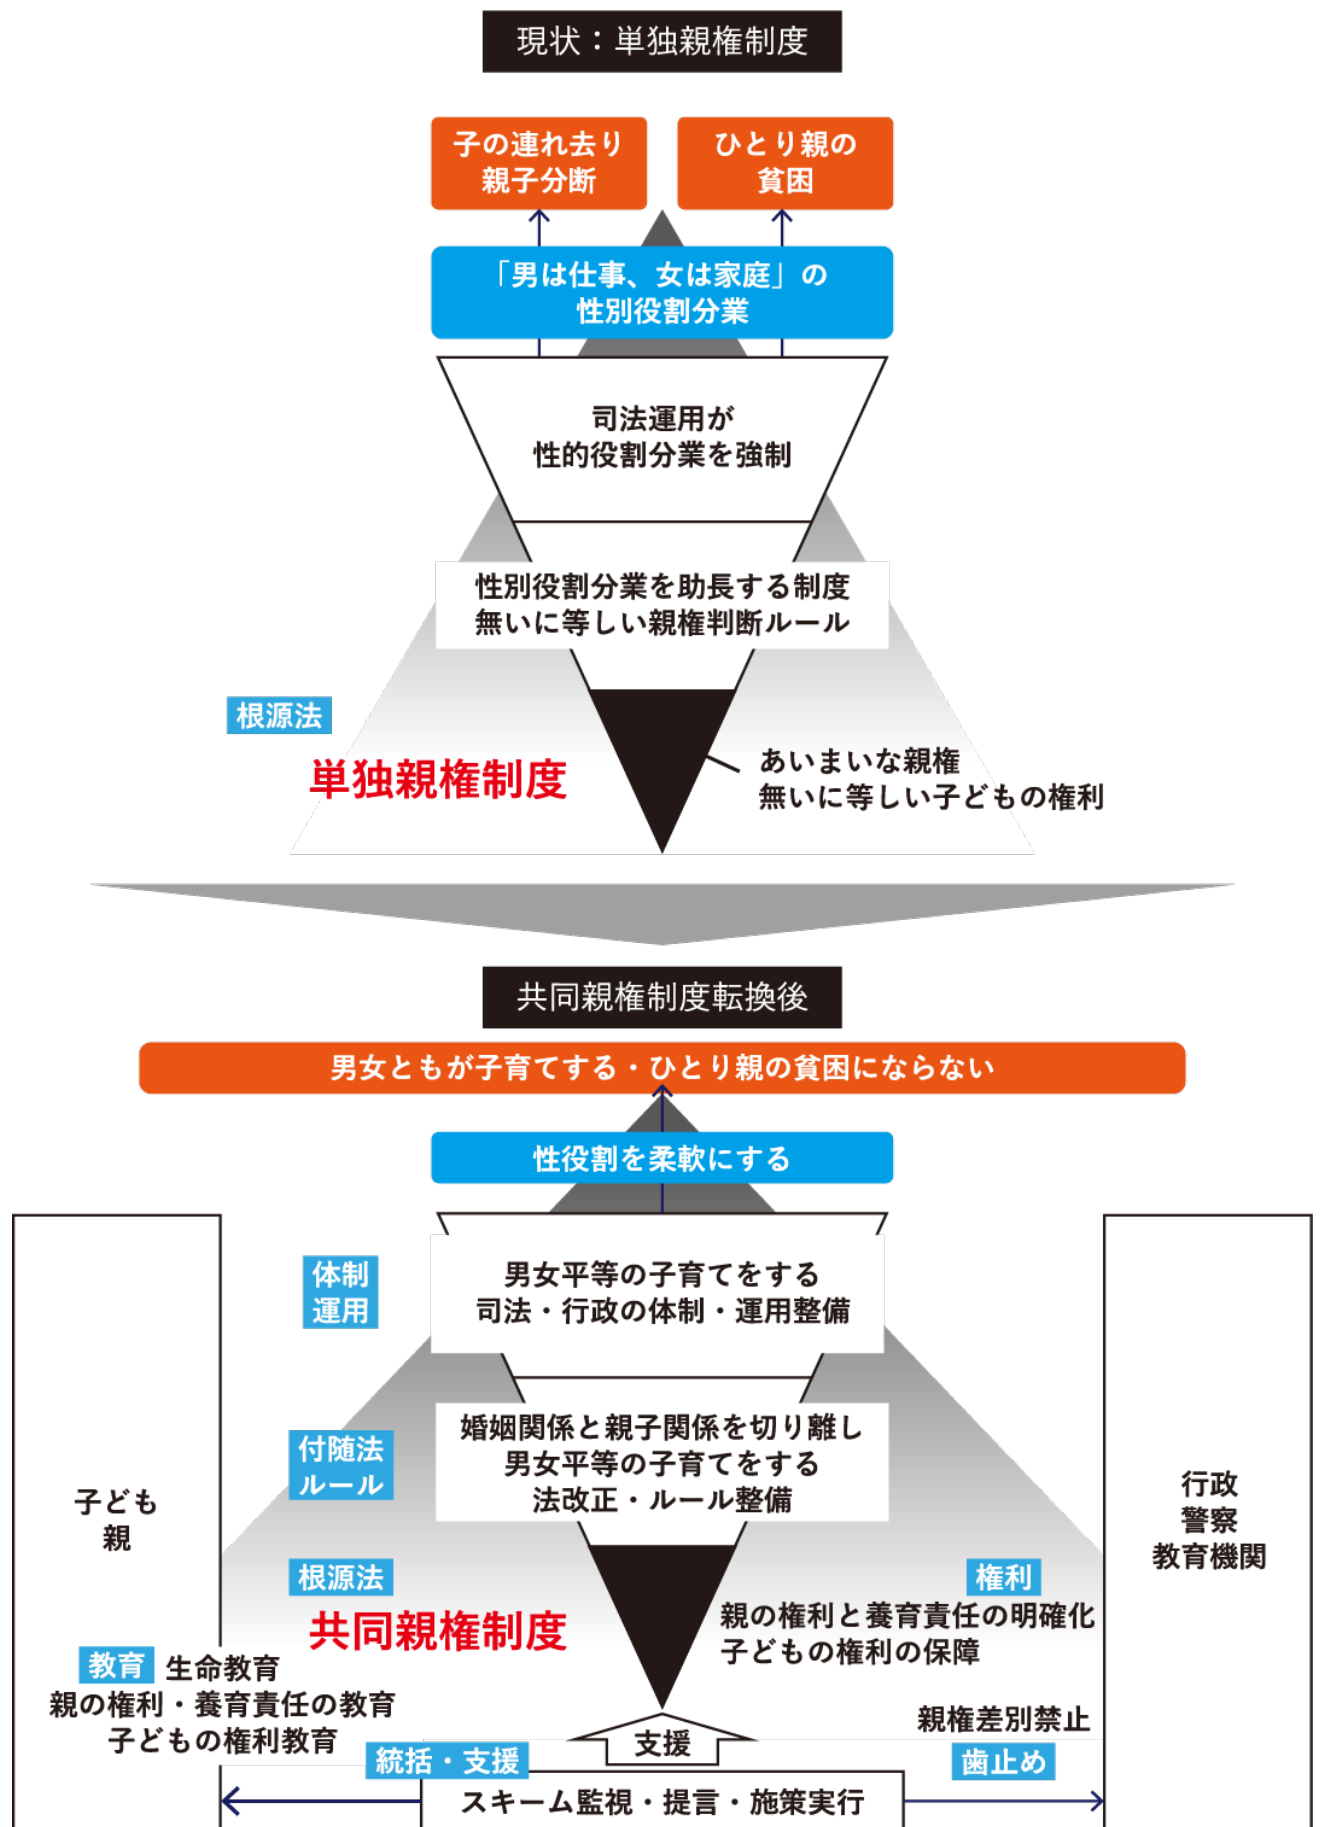 現状：単独親権制度
子の連れ去り
親子分断
ひとり親の
貧困
「男は仕事、女は家庭」の
性別役割分業
司法運用が
性的役割分業を強制
性別役割分業を助長する制度
無いに等しい親権判断ルール
根源法
単独親権制度
あいまいな親権
無いに等しい子どもの権利
共同親権制度転換後
男女ともが子育てする・ひとり親の貧困にならない
性役割を柔軟にする
体制
運用
男女平等の子育てをする
司法・行政の体制・運用整備
付随法
ルール
婚姻関係と親子関係を切り離し
男女平等の子育てをする
法改正・ルール整備
子ども
親
行政
警察
教育機関
根源法
共同親権制度
権利
親の権利と養育責任の明確化
子どもの権利の保障
教育 生命教育
親の権利・養育責任の教育
子どもの権利教育
支援
親権差別禁止
統括・支援
歯止め
スキーム監視・提言・施策実行